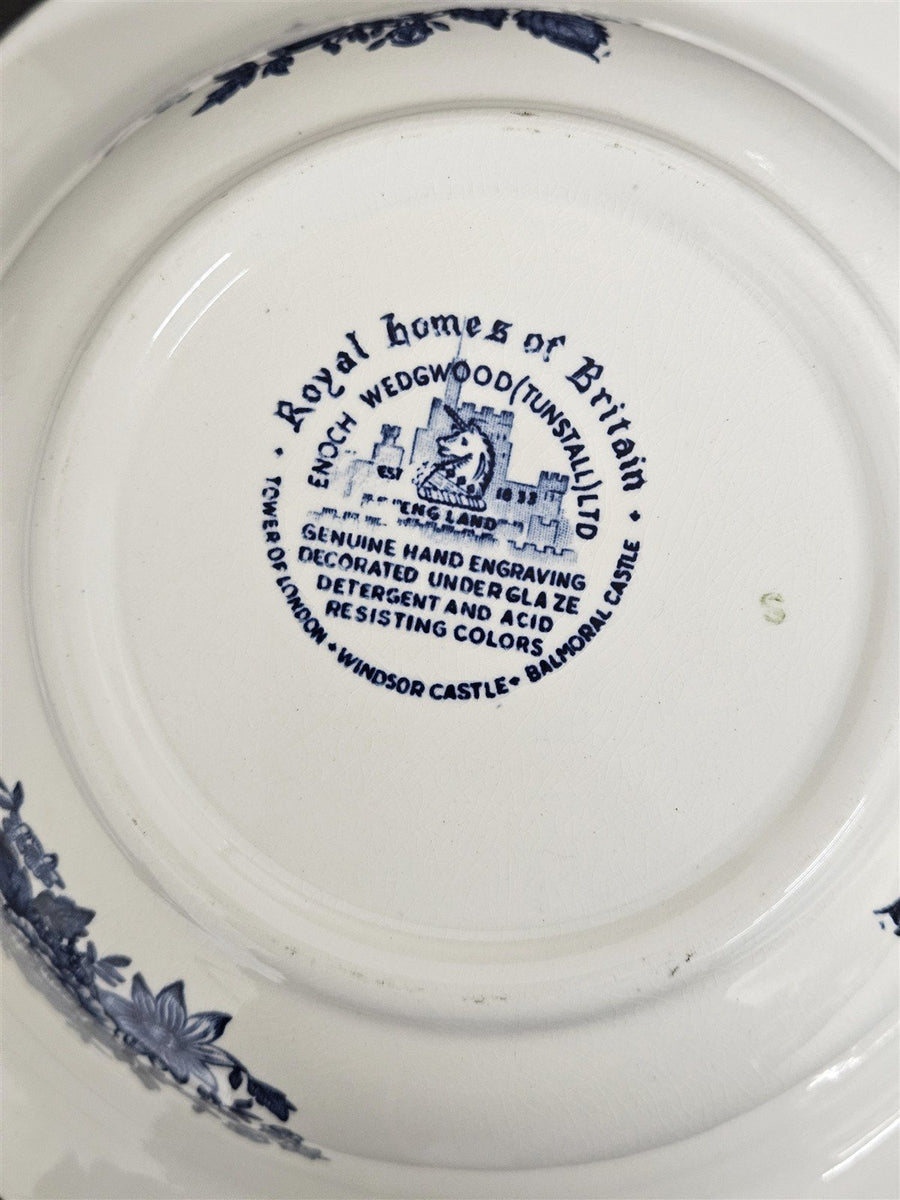 Royal homes of Britain
ENOCH WEDGWOOD (TUNSTALL) LTD
EST 1835
"ENGLAND"
GENUINE HAND ENGRAVING
DECORATED UNDERGLAZE
DETERGENT AND ACID
RESISTING COLORS
TOWER OF LONDON • WINDSOR CASTLE • BALMORAL CASTLE
S